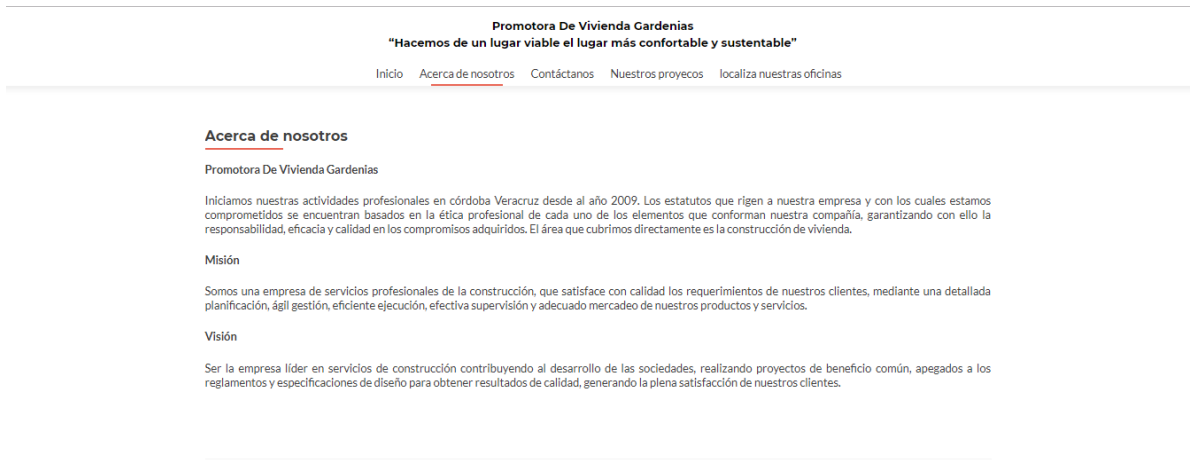 Promotora De Vivienda Gardenias
“Hacemos de un lugar viable el lugar más confortable y sustentable”
Inicio Acerca de nosotros Contáctanos Nuestros proyecos localiza nuestras oficinas
Acerca de nosotros
Promotora De Vivienda Gardenias
Iniciamos nuestras actividades profesionales en córdoba Veracruz desde al año 2009. Los estatutos que rigen a nuestra empresa y con los cuales estamos
comprometidos se encuentran basados en la ética profesional de cada uno de los elementos que conforman nuestra compañía, garantizando con ello la
responsabilidad, eficacia y calidad en los compromisos adquiridos. El área que cubrimos directamente es la construcción de vivienda.
Misión
Somos una empresa de servicios profesionales de la construcción, que satisface con calidad los requerimientos de nuestros clientes, mediante una detallada
planificación, ágil gestión, eficiente ejecución, efectiva supervisión y adecuado mercadeo de nuestros productos y servicios.
Visión
Ser la empresa líder en servicios de construcción contribuyendo al desarrollo de las sociedades, realizando proyectos de beneficio común, apegados a los
reglamentos y especificaciones de diseño para obtener resultados de calidad, generando la plena satisfacción de nuestros clientes.